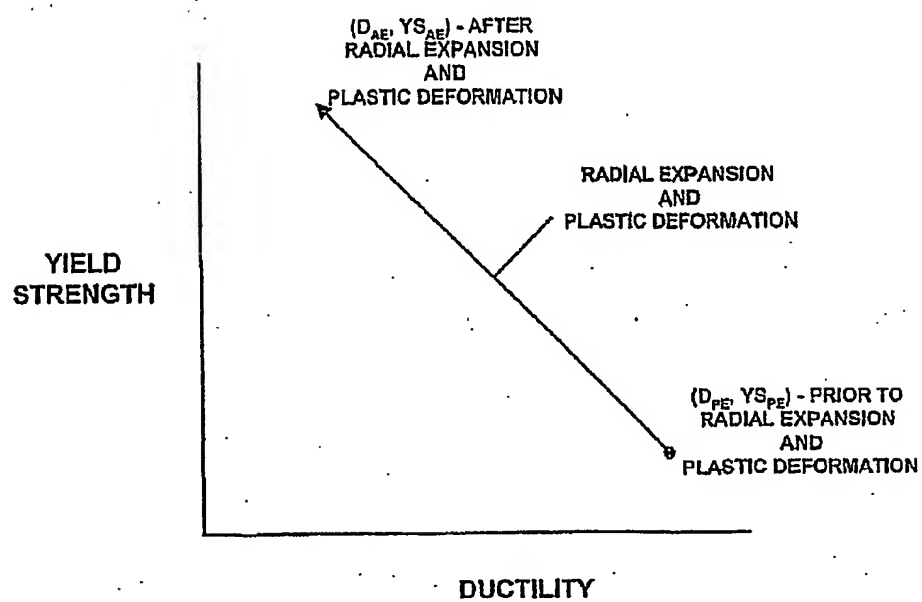 (D_AE, YS_AE) - AFTER
RADIAL EXPANSION
AND
PLASTIC DEFORMATION
RADIAL EXPANSION
AND
PLASTIC DEFORMATION
YIELD
STRENGTH
(D_PE, YS_PE) - PRIOR TO
RADIAL EXPANSION
AND
PLASTIC DEFORMATION
DUCTILITY